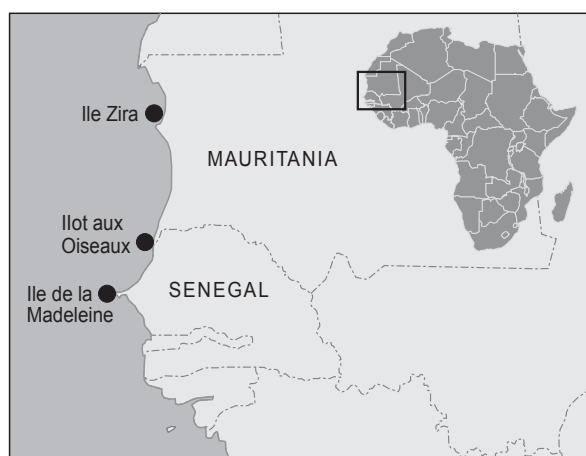 Ile Zira
MAURITANIA
Ilot aux
Oiseaux
SENEGAL
Ile de la
Madeleine